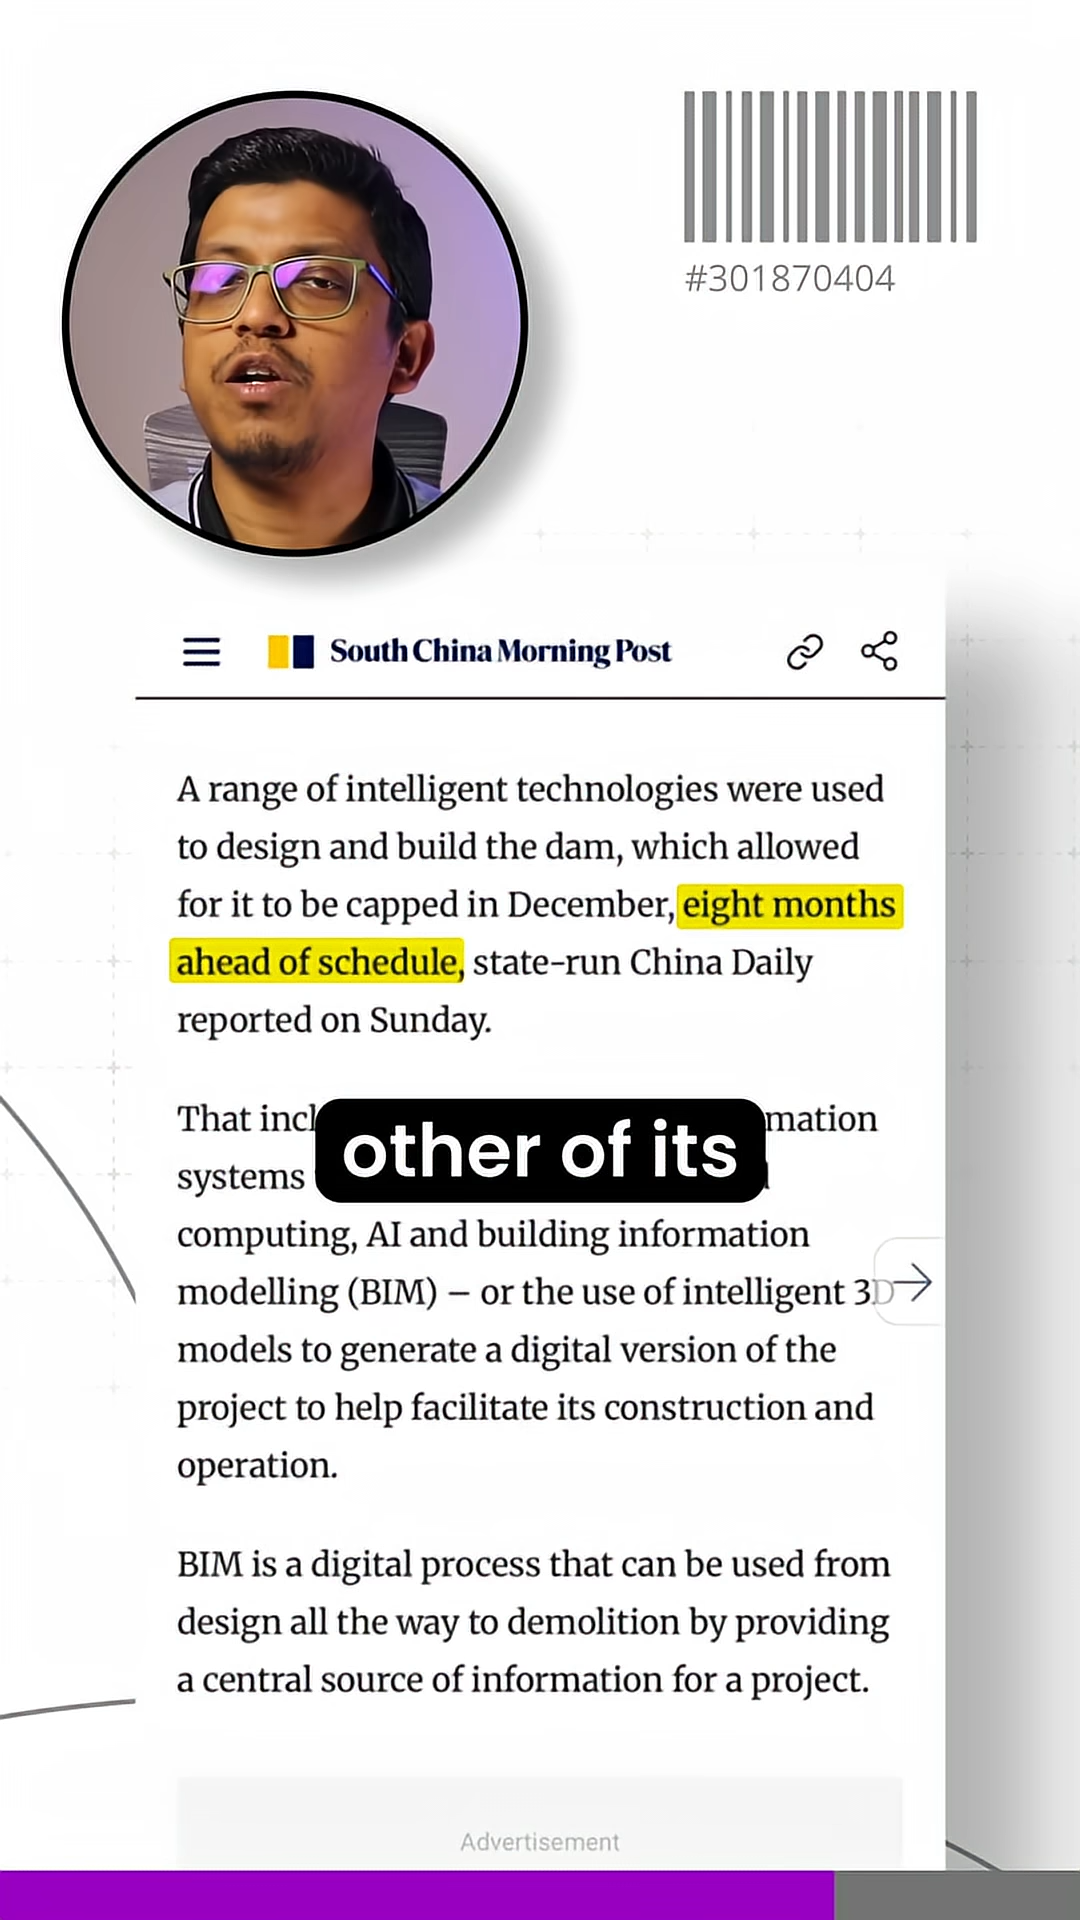 #301870404
South China Morning Post
A range of intelligent technologies were used
to design and build the dam, which allowed
for it to be capped in December, eight months
ahead of schedule, state-run China Daily
reported on Sunday.
That incl mation
other of its
systems
computing, AI and building information
modelling (BIM) – or the use of intelligent 3D
models to generate a digital version of the
project to help facilitate its construction and
operation.
BIM is a digital process that can be used from
design all the way to demolition by providing
a central source of information for a project.
Advertisement